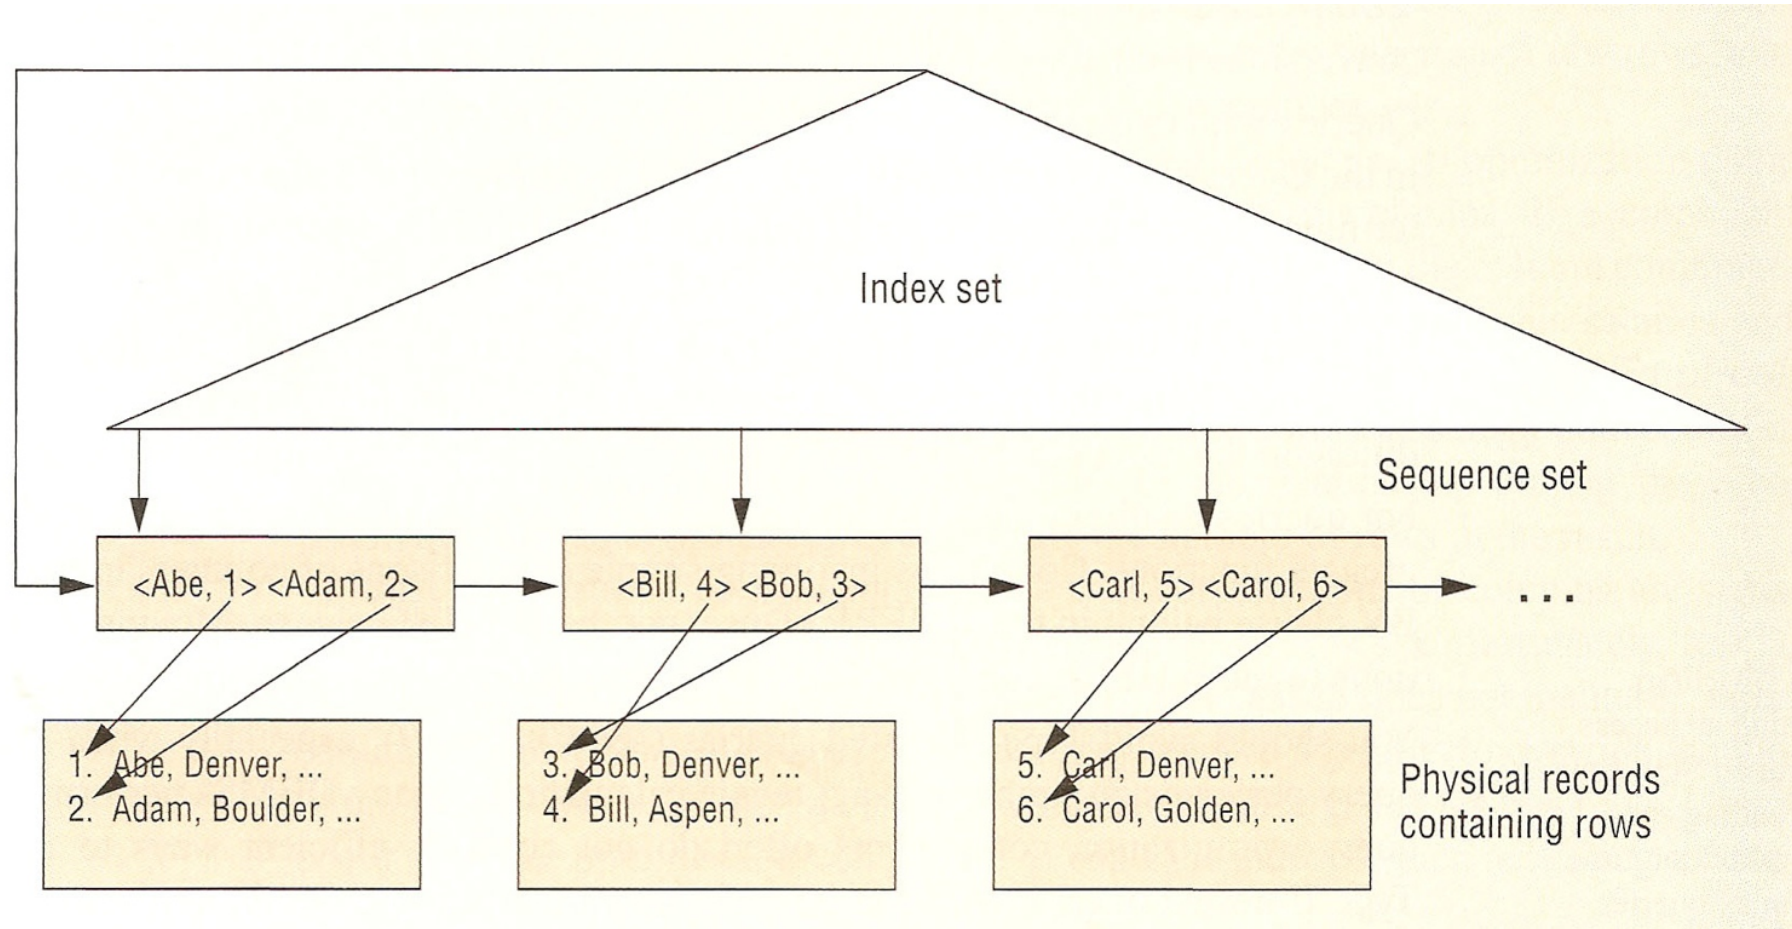 Index set
Sequence set
<Abe, 1> <Adam, 2>
<Bill, 4> <Bob, 3>
<Carl, 5> <Carol, 6>
...
1. Abe, Denver, ...
2. Adam, Boulder, ...
3. Bob, Denver, ...
4. Bill, Aspen, ...
5. Carl, Denver, ...
6. Carol, Golden, ...
Physical records
containing rows